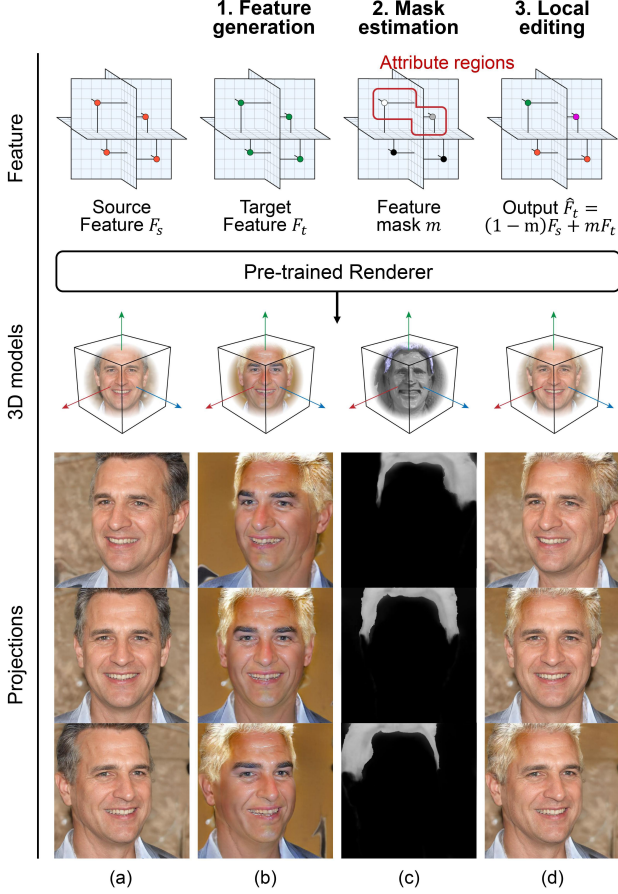 1. Feature
generation
2. Mask
estimation
3. Local
editing
Attribute regions
Feature
Source
Feature Fₛ
Target
Feature Fₜ
Feature
mask m
Output F̂ₜ =
(1 − m)Fₛ + mFₜ
Pre-trained Renderer
3D models
Projections
(a)
(b)
(c)
(d)